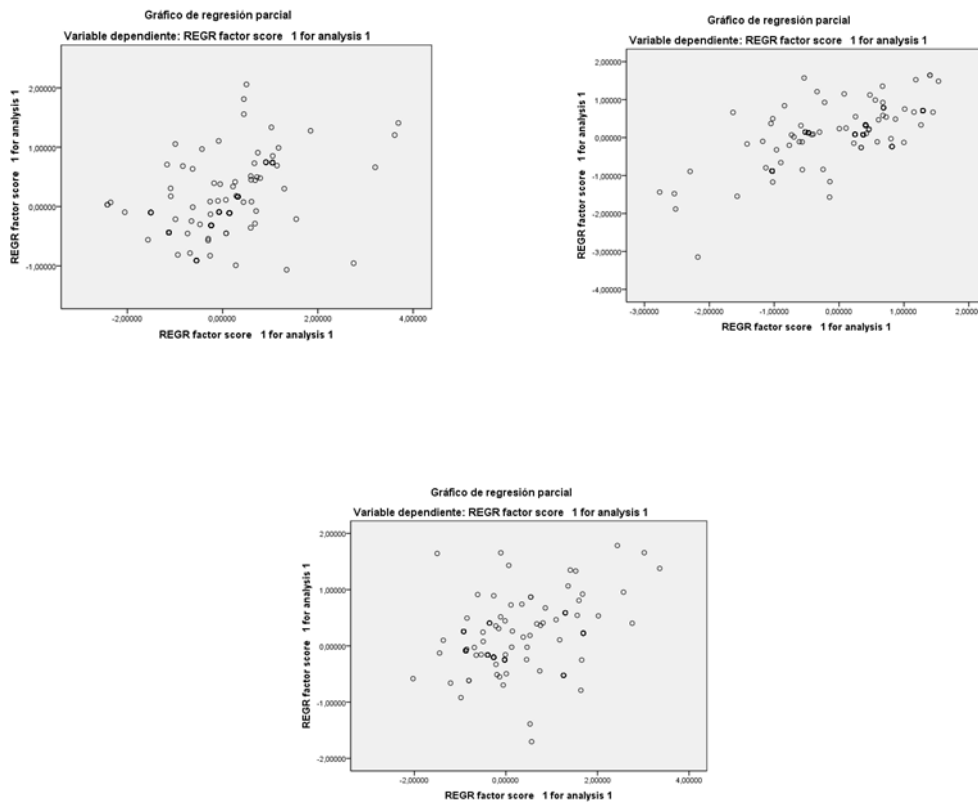 Gráfico de regresión parcial
Variable dependiente: REGR factor score 1 for analysis 1
REGR factor score 1 for analysis 1
2,00000
1,00000
0,00000
-1,00000
-2,00000
0,00000
2,00000
4,00000
REGR factor score 1 for analysis 1
Gráfico de regresión parcial
Variable dependiente: REGR factor score 1 for analysis 1
REGR factor score 1 for analysis 1
2,00000
1,00000
0,00000
-1,00000
-2,00000
-3,00000
-4,00000
-3,00000
-2,00000
-1,00000
0,00000
1,00000
2,0000
REGR factor score 1 for analysis 1
Gráfico de regresión parcial
Variable dependiente: REGR factor score 1 for analysis 1
REGR factor score 1 for analysis 1
2,00000
1,00000
0,00000
-1,00000
-2,00000
-2,00000
0,00000
2,00000
4,00000
REGR factor score 1 for analysis 1